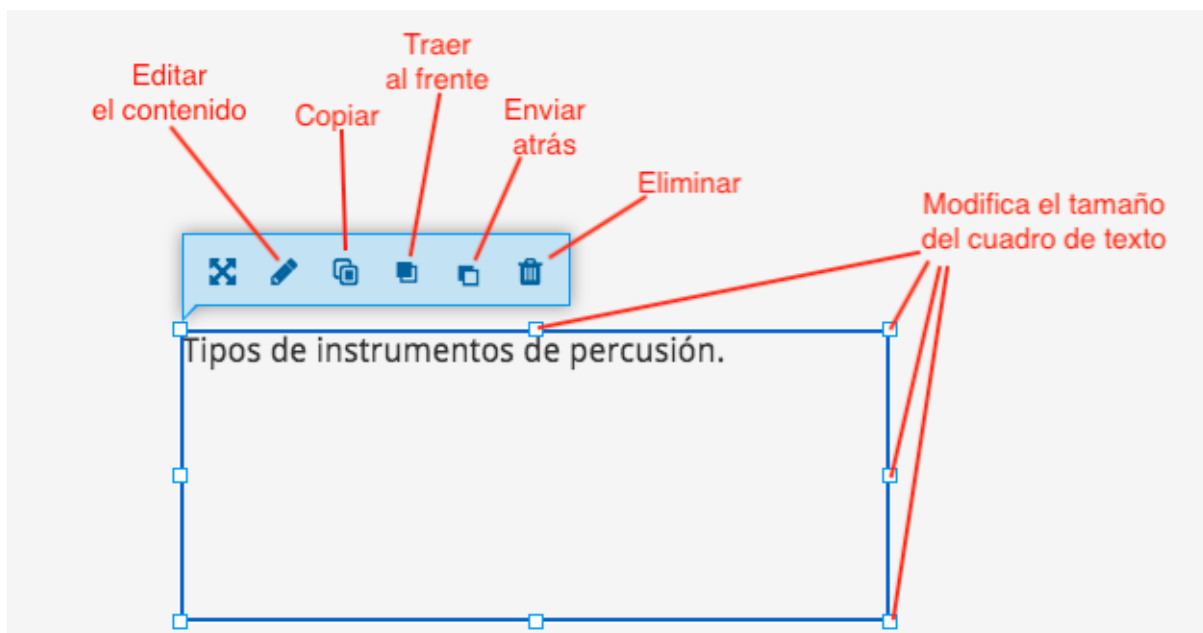 Traer
al frente
Editar
el contenido
Copiar
Enviar
atrás
Eliminar
Modifica el tamaño
del cuadro de texto
Tipos de instrumentos de percusión.